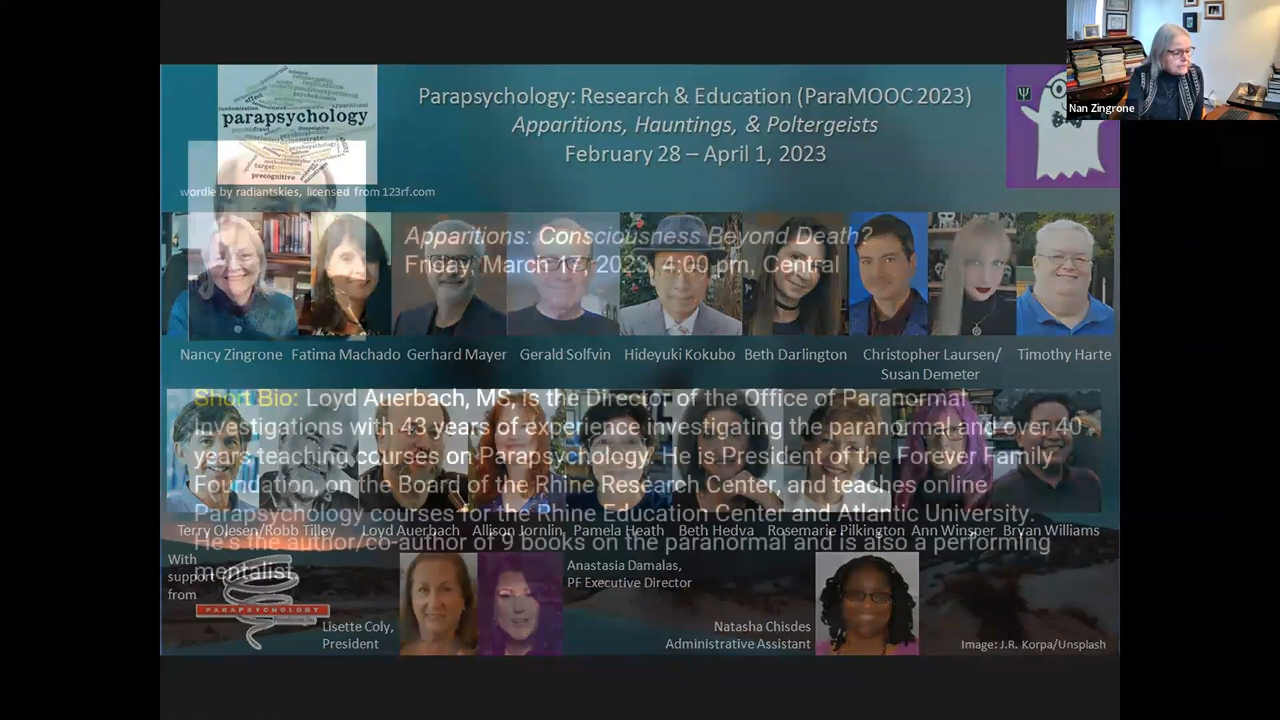 parapsychology
precognitive
target
wordle by radiantskies, licensed from 123rf.com
Parapsychology: Research & Education (ParaMOOC 2023)
Apparitions, Hauntings, & Poltergeists
February 28 – April 1, 2023
Ψ
Nan Zingrone
Apparitions: Consciousness Beyond Death?
Friday, March 17, 2023, 4:00 pm, Central
Nancy Zingrone Fatima Machado Gerhard Mayer Gerald Solfvin Hideyuki Kokubo Beth Darlington Christopher Laursen/ Timothy Harte
Susan Demeter
Short Bio: Loyd Auerbach, MS, is the Director of the Office of Paranormal
Investigations with 43 years of experience investigating the paranormal and over 40
years teaching courses on Parapsychology. He is President of the Forever Family
Foundation, on the Board of the Rhine Research Center, and teaches online
Parapsychology courses for the Rhine Education Center and Atlantic University.
He's the author/co-author of 9 books on the paranormal and is also a performing
mentalist.
Terry Olesen/Robb Tilley Loyd Auerbach Allison Jornlin Pamela Heath Beth Hedva Rosemarie Pilkington Ann Winsper Bryan Williams
With
support
from
PARAPSYCHOLOGY
Lisette Coly,
President
Anastasia Damalas,
PF Executive Director
Natasha Chisdes
Administrative Assistant
Image: J.R. Korpa/Unsplash